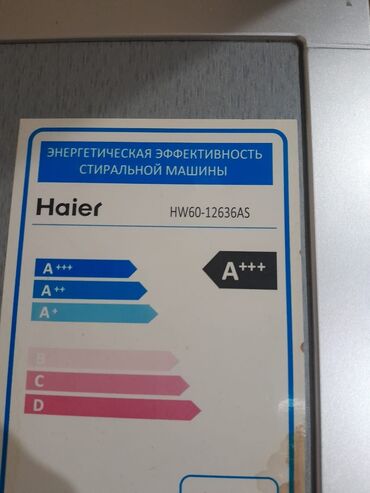 ЭНЕРГЕТИЧЕСКАЯ ЭФФЕКТИВНОСТЬ
СТИРАЛЬНОЙ МАШИНЫ
Haier HW60-12636AS
A+++ A+++
A++
A+
B
C
D